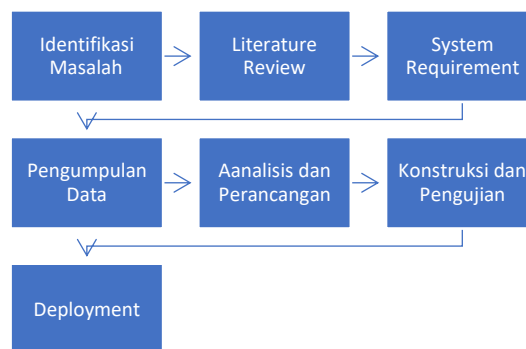 Identifikasi
Masalah
Literature
Review
System
Requirement
Pengumpulan
Data
Aanalisis dan
Perancangan
Konstruksi dan
Pengujian
Deployment